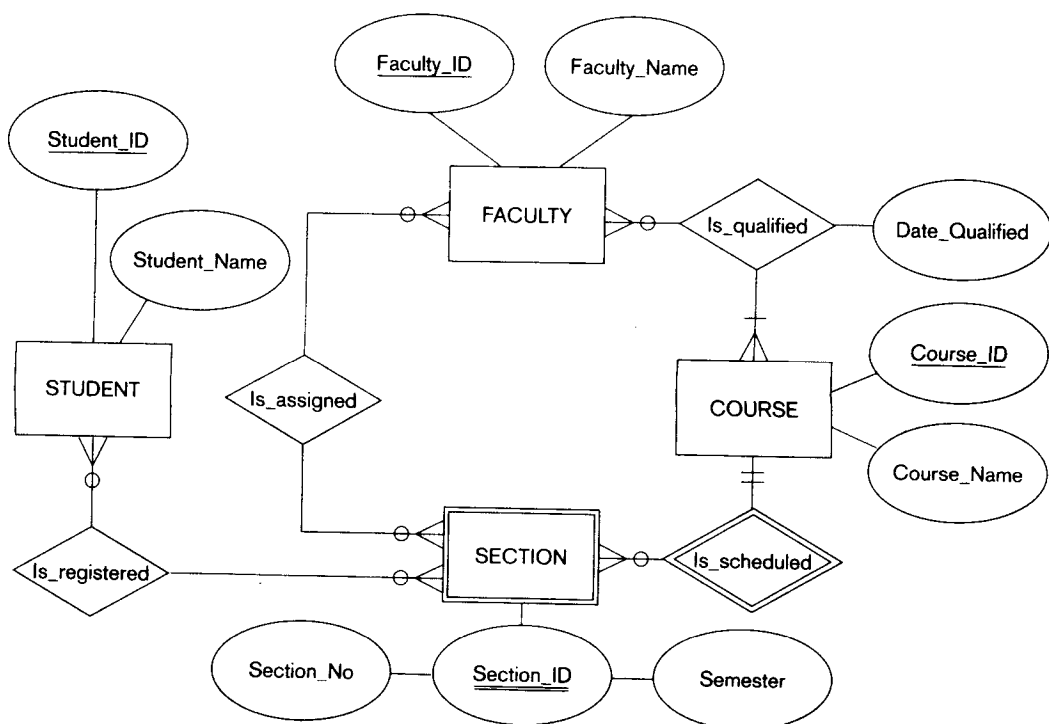 Faculty_ID
Faculty_Name
Student_ID
FACULTY
Is_qualified
Date_Qualified
Student_Name
Course_ID
STUDENT
Is_assigned
COURSE
Course_Name
Is_registered
SECTION
Is_scheduled
Section_No
Section_ID
Semester